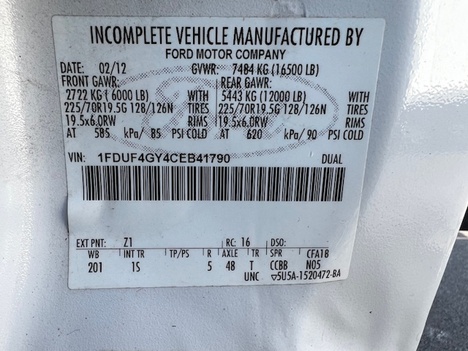 INCOMPLETE VEHICLE MANUFACTURED BY
FORD MOTOR COMPANY
DATE: 02/12 GVWR: 7484 KG (16500 LB)
FRONT GAWR: REAR GAWR:
2722 KG ( 6000 LB) WITH 5443 KG (12000 LB) WITH
225/70R19.5G 128/126N TIRES 225/70R19.5G 128/126N TIRES
19.5x6.0RW RIMS 19.5x6.0RW RIMS
AT 585 kPa/ 85 PSI COLD AT 620 kPa/ 90 PSI COLD
VIN: 1FDUF4GY4CEB41790 DUAL
EXT PNT: Z1 RC: 16 DSO:
WB INT TR TP/PS R AXLE TR SPR CFA1B
201 1S 5 48 T CCBB N05
UNC ▽5U5A-1520472-BA